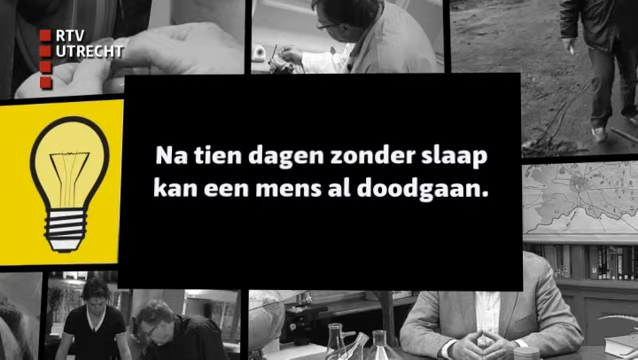 RTV
UTRECHT
Na tien dagen zonder slaap
kan een mens al doodgaan.